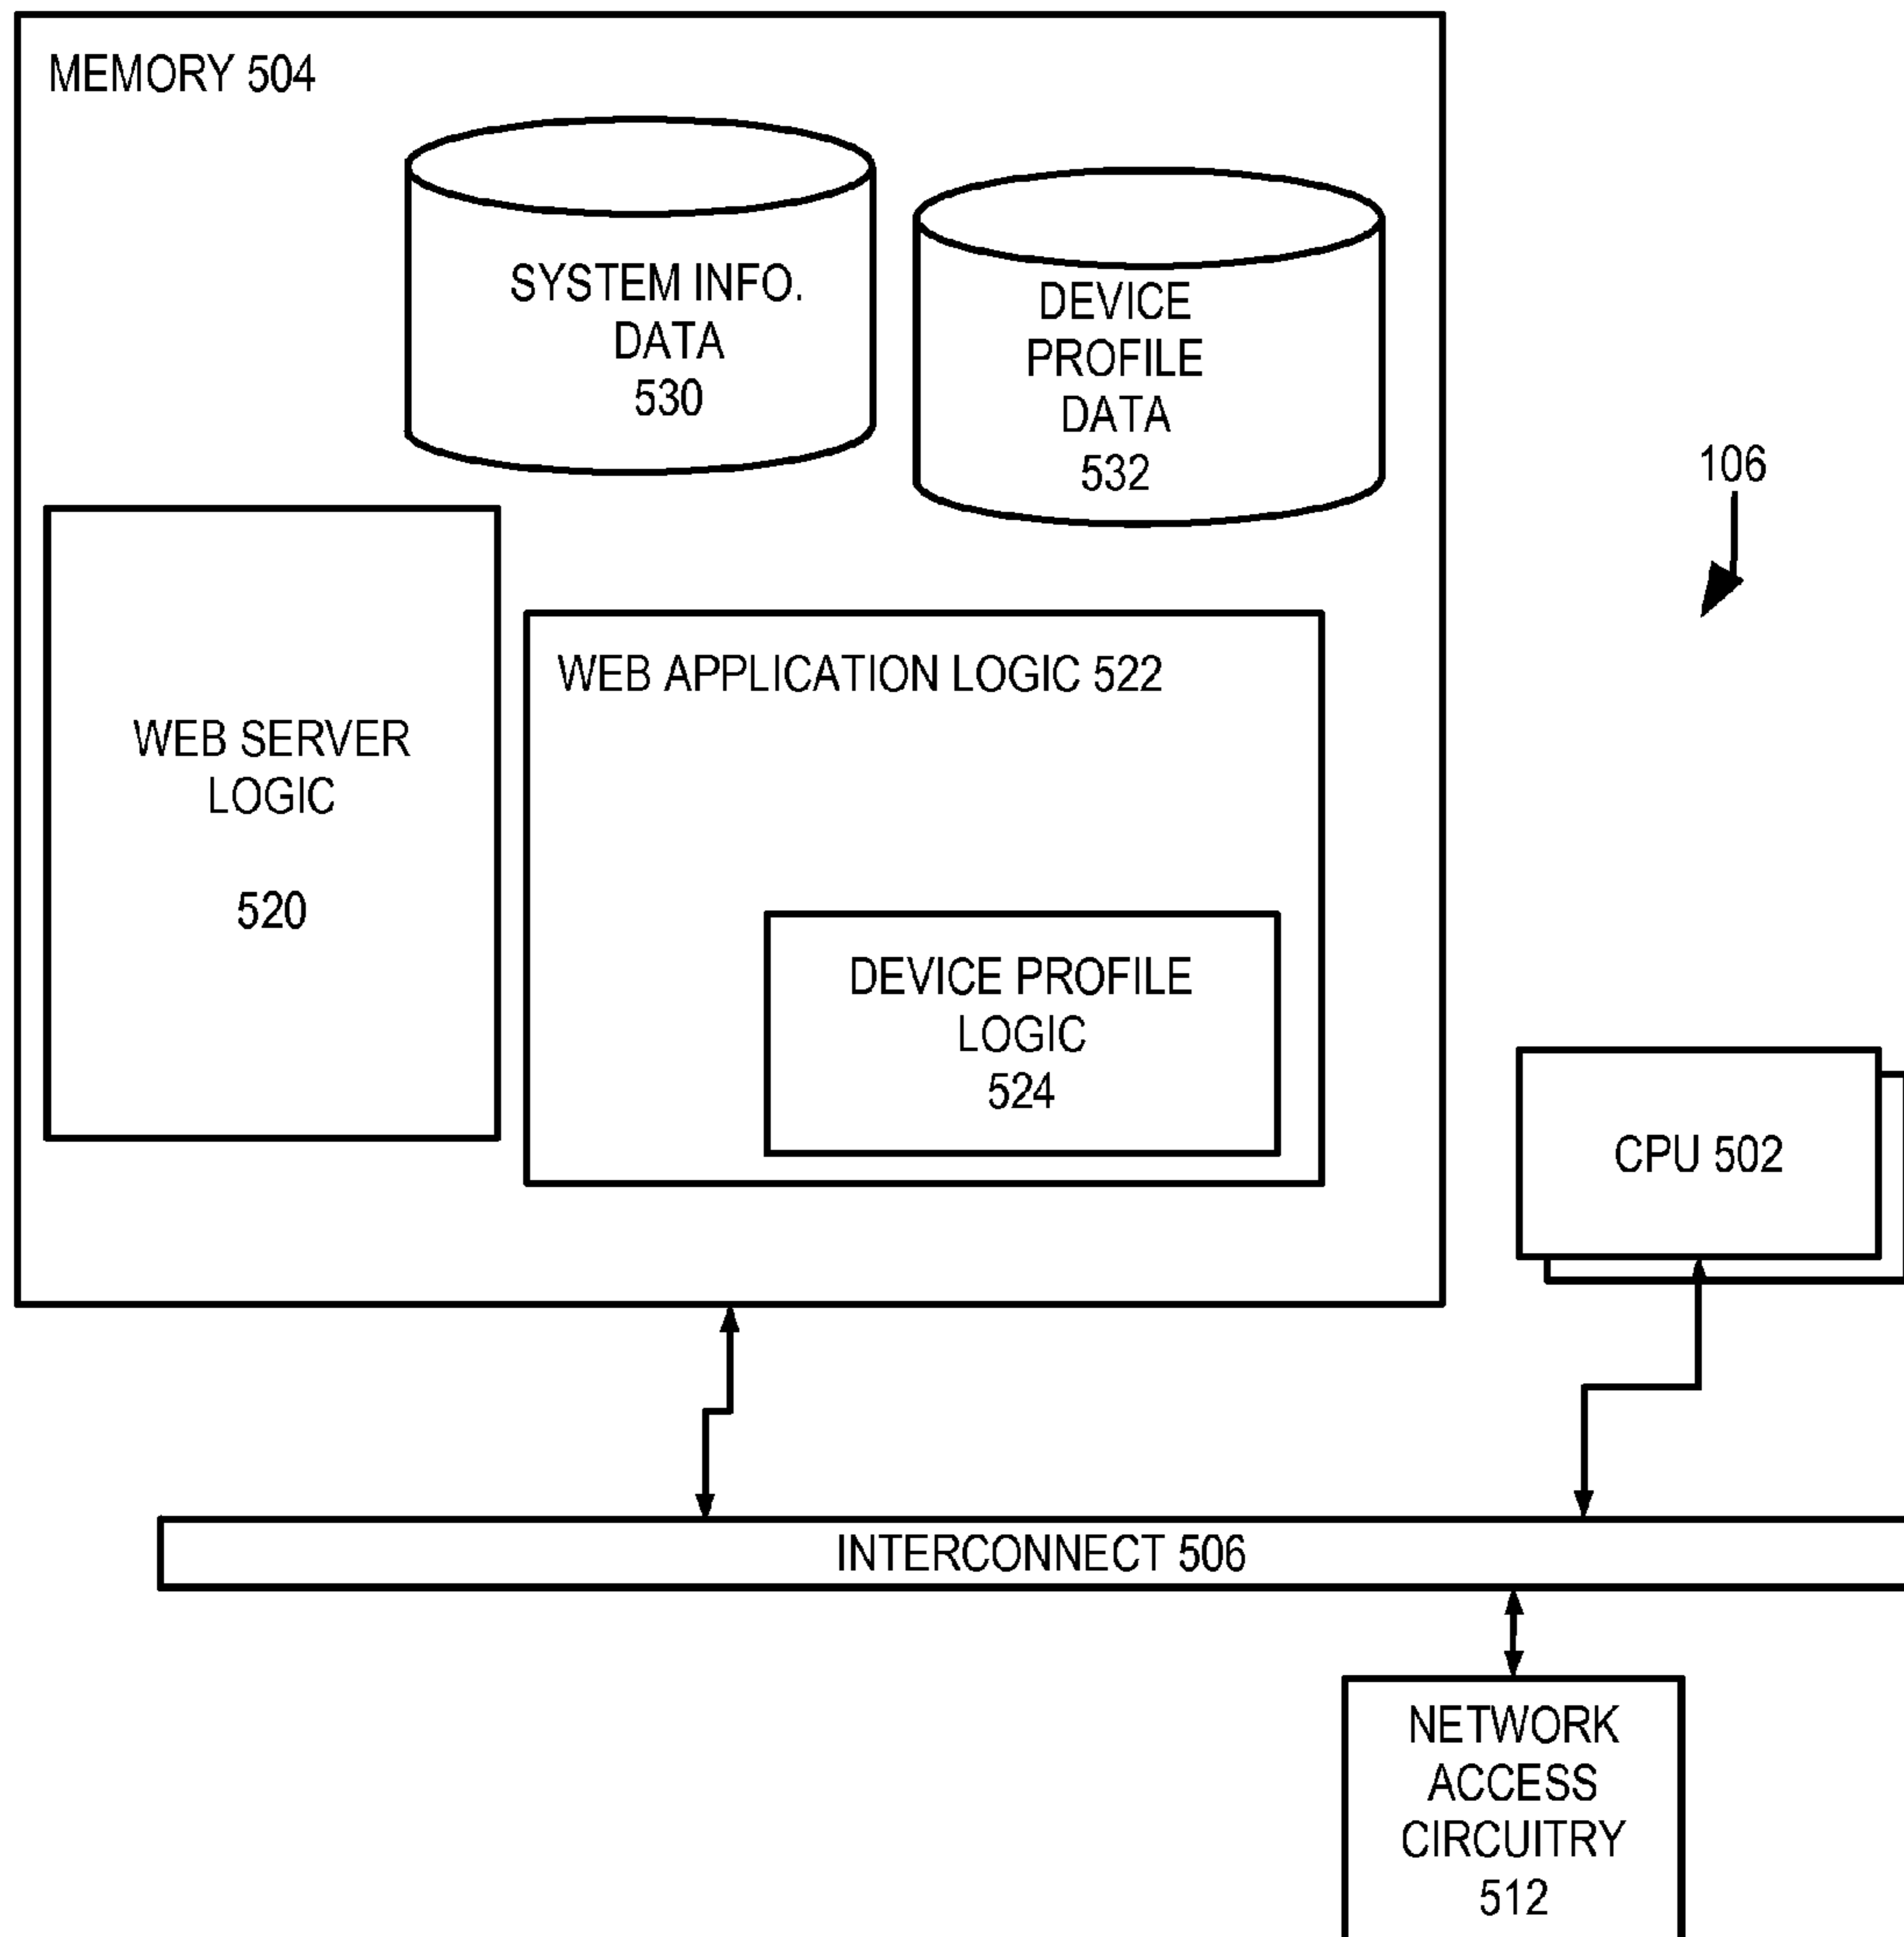 MEMORY 504
SYSTEM INFO.
DATA
530
DEVICE
PROFILE
DATA
532
106
WEB SERVER
LOGIC
520
WEB APPLICATION LOGIC 522
DEVICE PROFILE
LOGIC
524
CPU 502
INTERCONNECT 506
NETWORK
ACCESS
CIRCUITRY
512